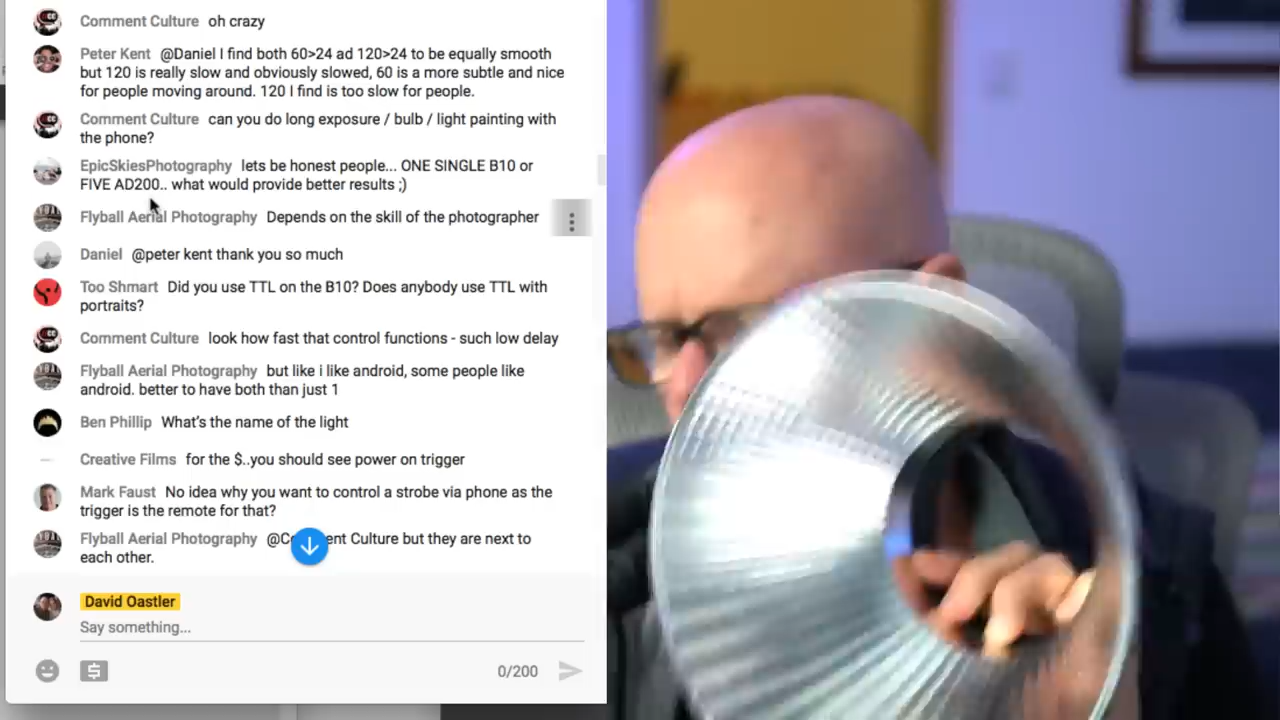 Comment Culture oh crazy
Peter Kent @Daniel I find both 60>24 ad 120>24 to be equally smooth
but 120 is really slow and obviously slowed, 60 is a more subtle and nice
for people moving around. 120 I find is too slow for people.
Comment Culture can you do long exposure / bulb / light painting with
the phone?
EpicSkiesPhotography lets be honest people... ONE SINGLE B10 or
FIVE AD200.. what would provide better results ;)
Flyball Aerial Photography Depends on the skill of the photographer
Daniel @peter kent thank you so much
Too Shmart Did you use TTL on the B10? Does anybody use TTL with
portraits?
Comment Culture look how fast that control functions - such low delay
Flyball Aerial Photography but like i like android, some people like
android. better to have both than just 1
Ben Phillip What's the name of the light
Creative Films for the $..you should see power on trigger
Mark Faust No idea why you want to control a strobe via phone as the
trigger is the remote for that?
Flyball Aerial Photography Culture but they are next to
each other.
David Oastler
Say something...
0/200